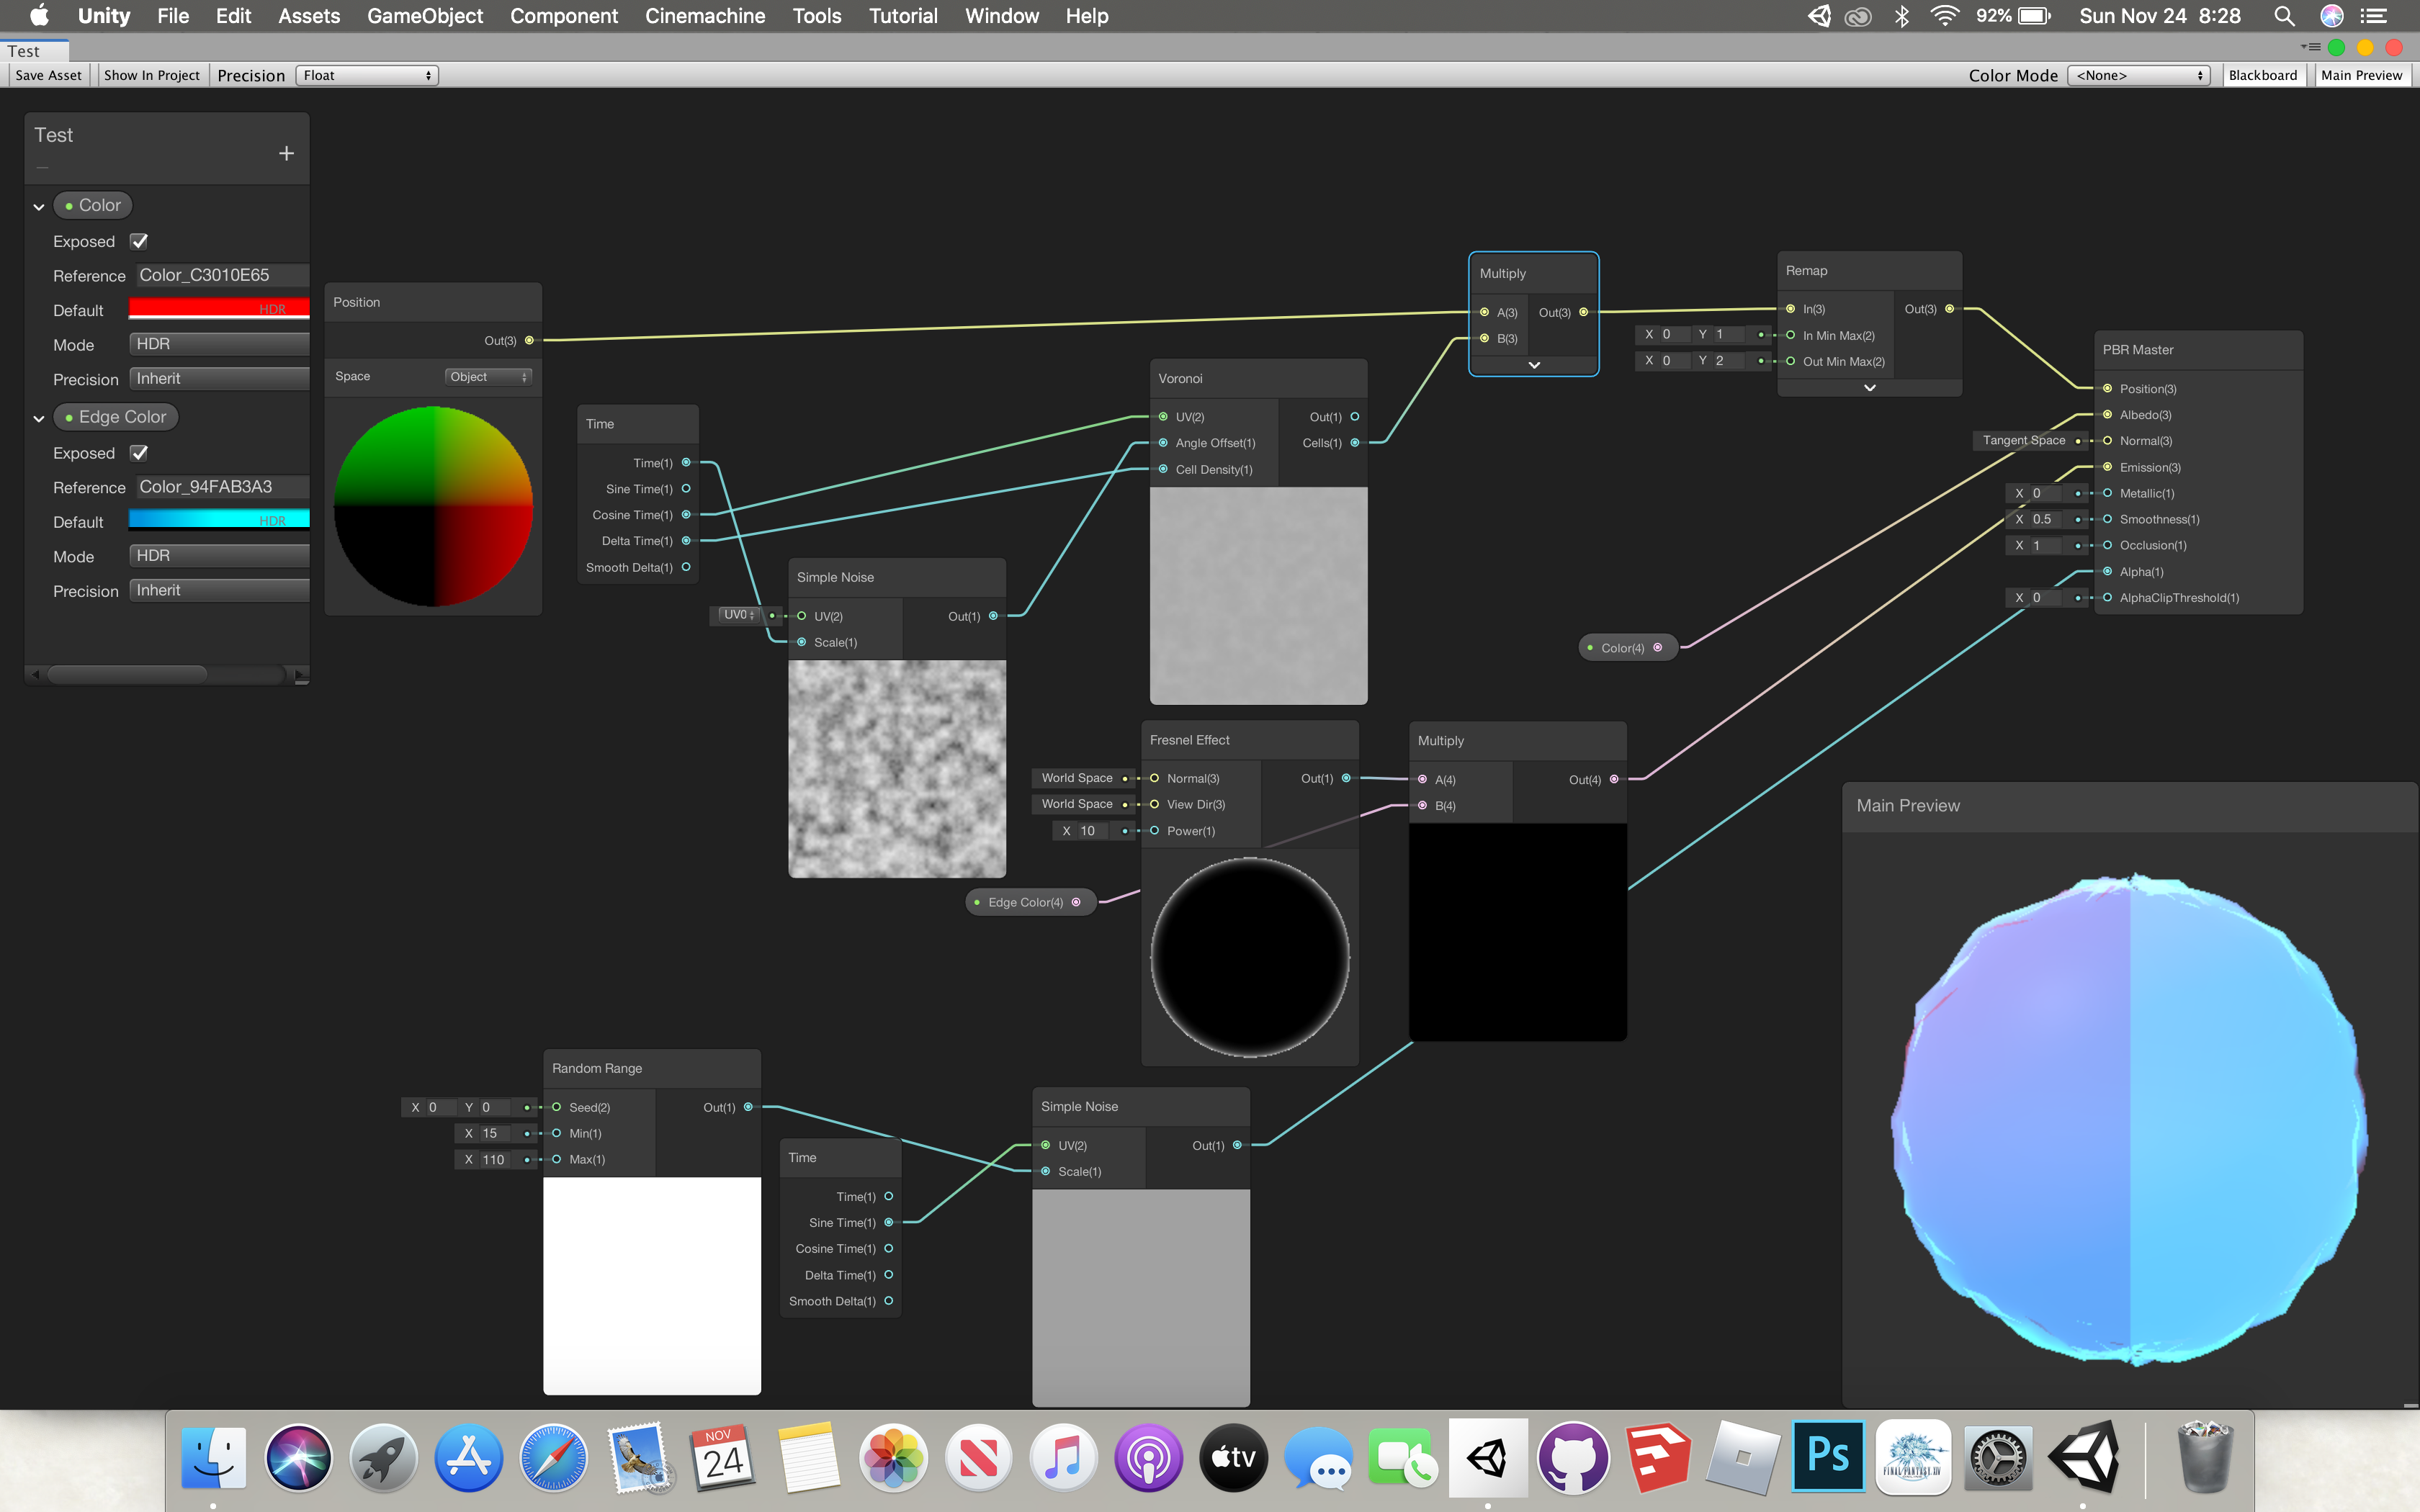 Unity File Edit Assets GameObject Component Cinemachine Tools Tutorial Window Help 92% Sun Nov 24 8:28
Test
Save Asset Show In Project Precision Float Color Mode <None> Blackboard Main Preview
Test
+
Color
Exposed
Reference Color_C3010E65
Default HDR
Mode HDR
Precision Inherit
Edge Color
Exposed
Reference Color_94FAB3A3
Default HDR
Mode HDR
Precision Inherit
Position
Out(3)
Space Object
Time
Time(1)
Sine Time(1)
Cosine Time(1)
Delta Time(1)
Smooth Delta(1)
Simple Noise
UV0 UV(2) Out(1)
Scale(1)
Voronoi
UV(2) Out(1)
Angle Offset(1) Cells(1)
Cell Density(1)
Multiply
A(3) Out(3)
B(3)
Remap
In(3) Out(3)
X 0 Y 1 In Min Max(2)
X 0 Y 2 Out Min Max(2)
PBR Master
Position(3)
Albedo(3)
Tangent Space Normal(3)
Emission(3)
X 0 Metallic(1)
X 0.5 Smoothness(1)
X 1 Occlusion(1)
Alpha(1)
X 0 AlphaClipThreshold(1)
Color(4)
Fresnel Effect
World Space Normal(3) Out(1)
World Space View Dir(3)
X 10 Power(1)
Edge Color(4)
Multiply
A(4) Out(4)
B(4)
Main Preview
Random Range
X 0 Y 0 Seed(2) Out(1)
X 15 Min(1)
X 110 Max(1)
Time
Time(1)
Sine Time(1)
Cosine Time(1)
Delta Time(1)
Smooth Delta(1)
Simple Noise
UV(2) Out(1)
Scale(1)
NOV
24
tv
Ps
FINAL FANTASY XIV